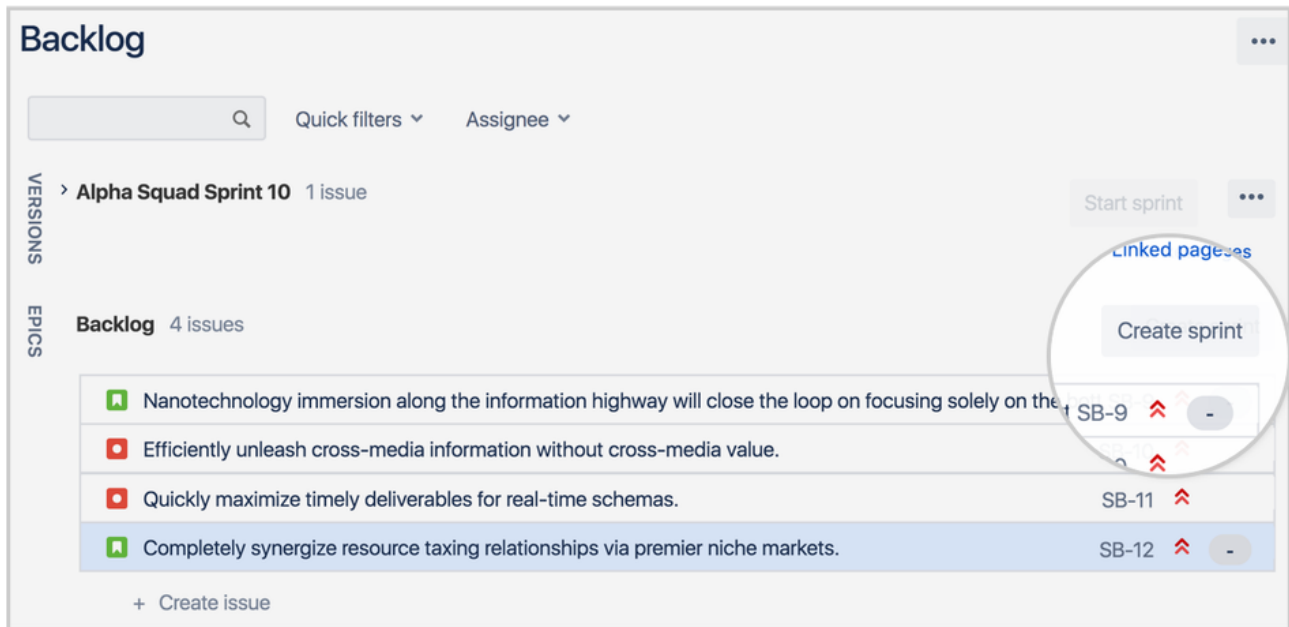 Backlog
Quick filters Assignee
VERSIONS
Alpha Squad Sprint 10 1 issue Start sprint
Linked pages
EPICS
Backlog 4 issues Create sprint
Nanotechnology immersion along the information highway will close the loop on focusing solely on the SB-9 -
Efficiently unleash cross-media information without cross-media value.
Quickly maximize timely deliverables for real-time schemas. SB-11
Completely synergize resource taxing relationships via premier niche markets. SB-12 -
+ Create issue